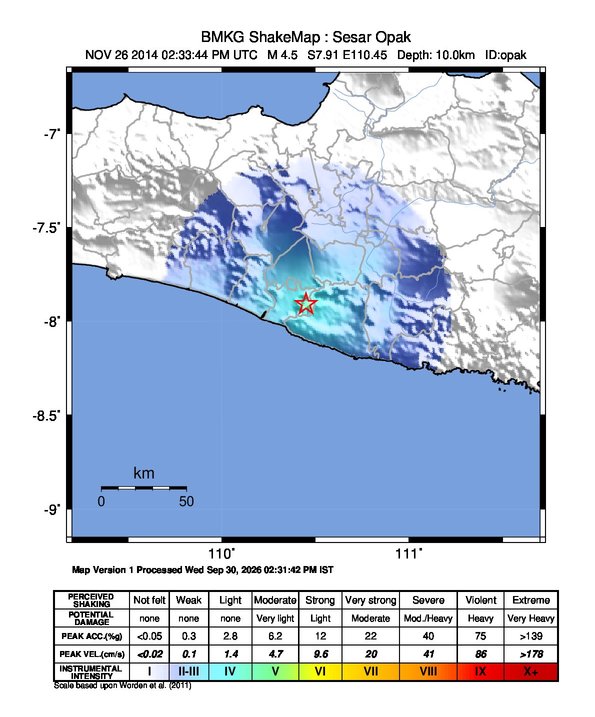 BMKG ShakeMap : Sesar Opak
NOV 26 2014 02:33:44 PM UTC M 4.5 S7.91 E110.45 Depth: 10.0km ID:opak
-7°
-7.5°
-8°
-8.5°
-9°
km
0 50
110° 111°
Map Version 1 Processed Wed Sep 30, 2026 02:31:42 PM IST
PERCEIVED SHAKING Not felt Weak Light Moderate Strong Very strong Severe Violent Extreme
POTENTIAL DAMAGE none none none Very light Light Moderate Mod./Heavy Heavy Very Heavy
PEAK ACC.(%g) <0.05 0.3 2.8 6.2 12 22 40 75 >139
PEAK VEL.(cm/s) <0.02 0.1 1.4 4.7 9.6 20 41 86 >178
INSTRUMENTAL INTENSITY I II-III IV V VI VII VIII IX X+
Scale based upon Worden et al. (2011)